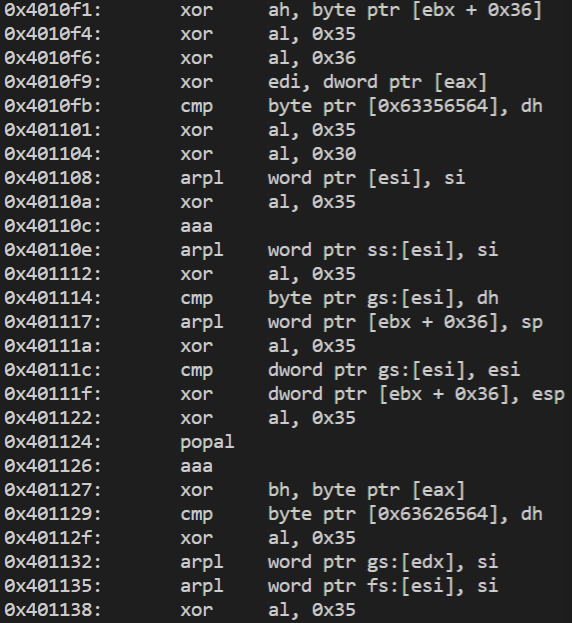 0x4010f1: xor ah, byte ptr [ebx + 0x36]
0x4010f4: xor al, 0x35
0x4010f6: xor al, 0x36
0x4010f9: xor edi, dword ptr [eax]
0x4010fb: cmp byte ptr [0x63356564], dh
0x401101: xor al, 0x35
0x401104: xor al, 0x30
0x401108: arpl word ptr [esi], si
0x40110a: xor al, 0x35
0x40110c: aaa
0x40110e: arpl word ptr ss:[esi], si
0x401112: xor al, 0x35
0x401114: cmp byte ptr gs:[esi], dh
0x401117: arpl word ptr [ebx + 0x36], sp
0x40111a: xor al, 0x35
0x40111c: cmp dword ptr gs:[esi], esi
0x40111f: xor dword ptr [ebx + 0x36], esp
0x401122: xor al, 0x35
0x401124: popal
0x401126: aaa
0x401127: xor bh, byte ptr [eax]
0x401129: cmp byte ptr [0x63626564], dh
0x40112f: xor al, 0x35
0x401132: arpl word ptr gs:[edx], si
0x401135: arpl word ptr fs:[esi], si
0x401138: xor al, 0x35